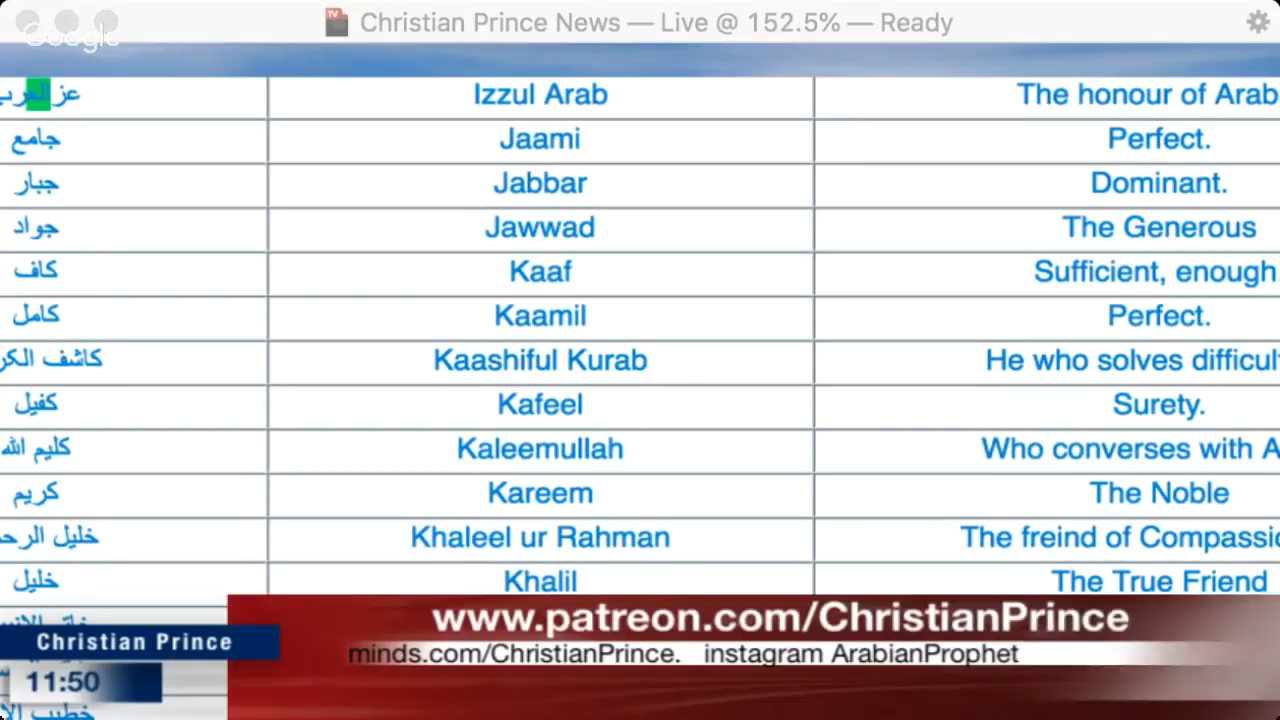 Google
Christian Prince News — Live @ 152.5% — Ready
عز العرب Izzul Arab The honour of Arab
جامع Jaami Perfect.
جبار Jabbar Dominant.
جواد Jawwad The Generous
كاف Kaaf Sufficient, enough.
كامل Kaamil Perfect.
كاشف الكر Kaashiful Kurab He who solves difficul
كفيل Kafeel Surety.
كليم الله Kaleemullah Who converses with A
كريم Kareem The Noble
خليل الرح Khaleel ur Rahman The freind of Compassi
خليل Khalil The True Friend
www.patreon.com/ChristianPrince
Christian Prince
minds.com/ChristianPrince. instagram ArabianProphet
11:50